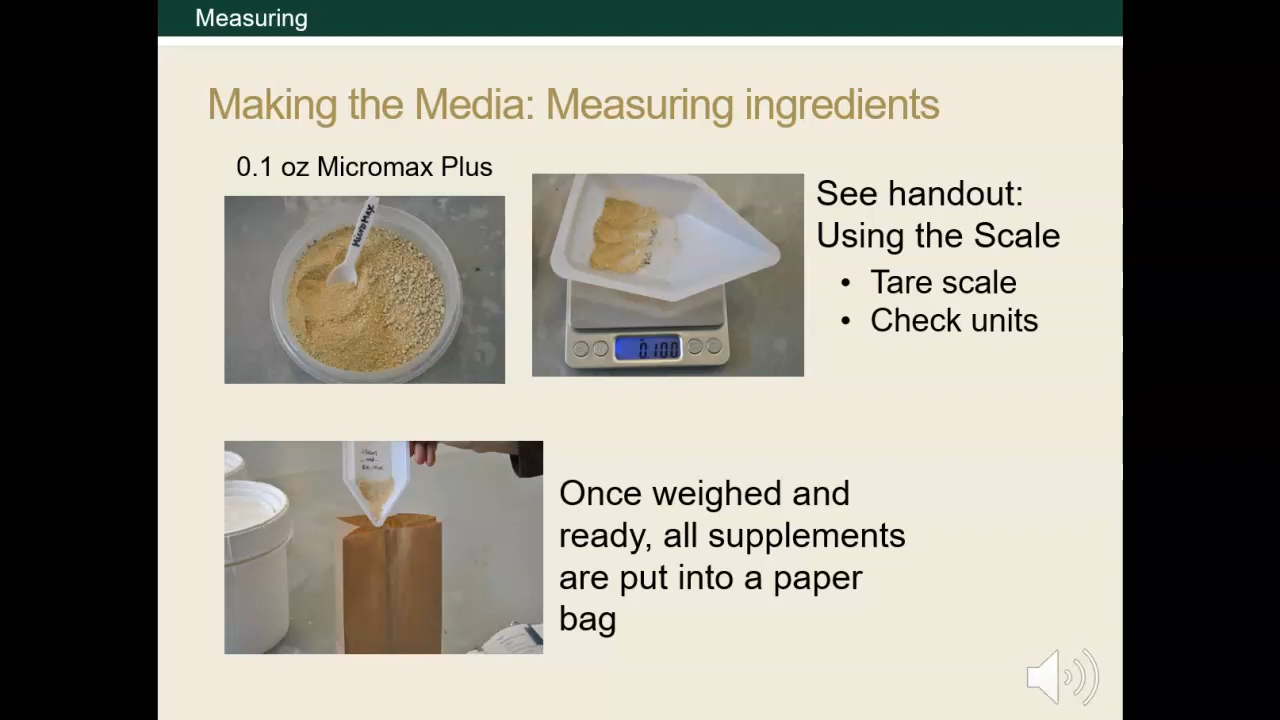 Measuring
Making the Media: Measuring ingredients
0.1 oz Micromax Plus
MicroMax
0.100
See handout:
Using the Scale
• Tare scale
• Check units
Once weighed and
ready, all supplements
are put into a paper
bag